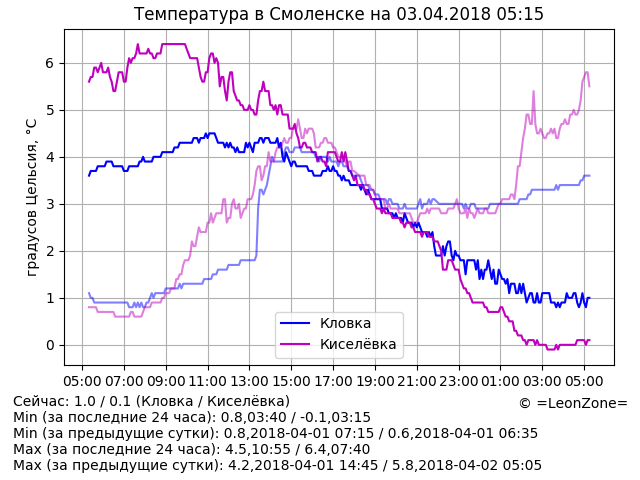 Температура в Смоленске на 03.04.2018 05:15
градусов Цельсия, °C
6
5
4
3
2
1
0
Кловка
Киселёвка
05:00 07:00 09:00 11:00 13:00 15:00 17:00 19:00 21:00 23:00 01:00 03:00 05:00
Сейчас: 1.0 / 0.1 (Кловка / Киселёвка)
© =LeonZone=
Min (за последние 24 часа): 0.8,03:40 / -0.1,03:15
Min (за предыдущие сутки): 0.8,2018-04-01 07:15 / 0.6,2018-04-01 06:35
Max (за последние 24 часа): 4.5,10:55 / 6.4,07:40
Max (за предыдущие сутки): 4.2,2018-04-01 14:45 / 5.8,2018-04-02 05:05